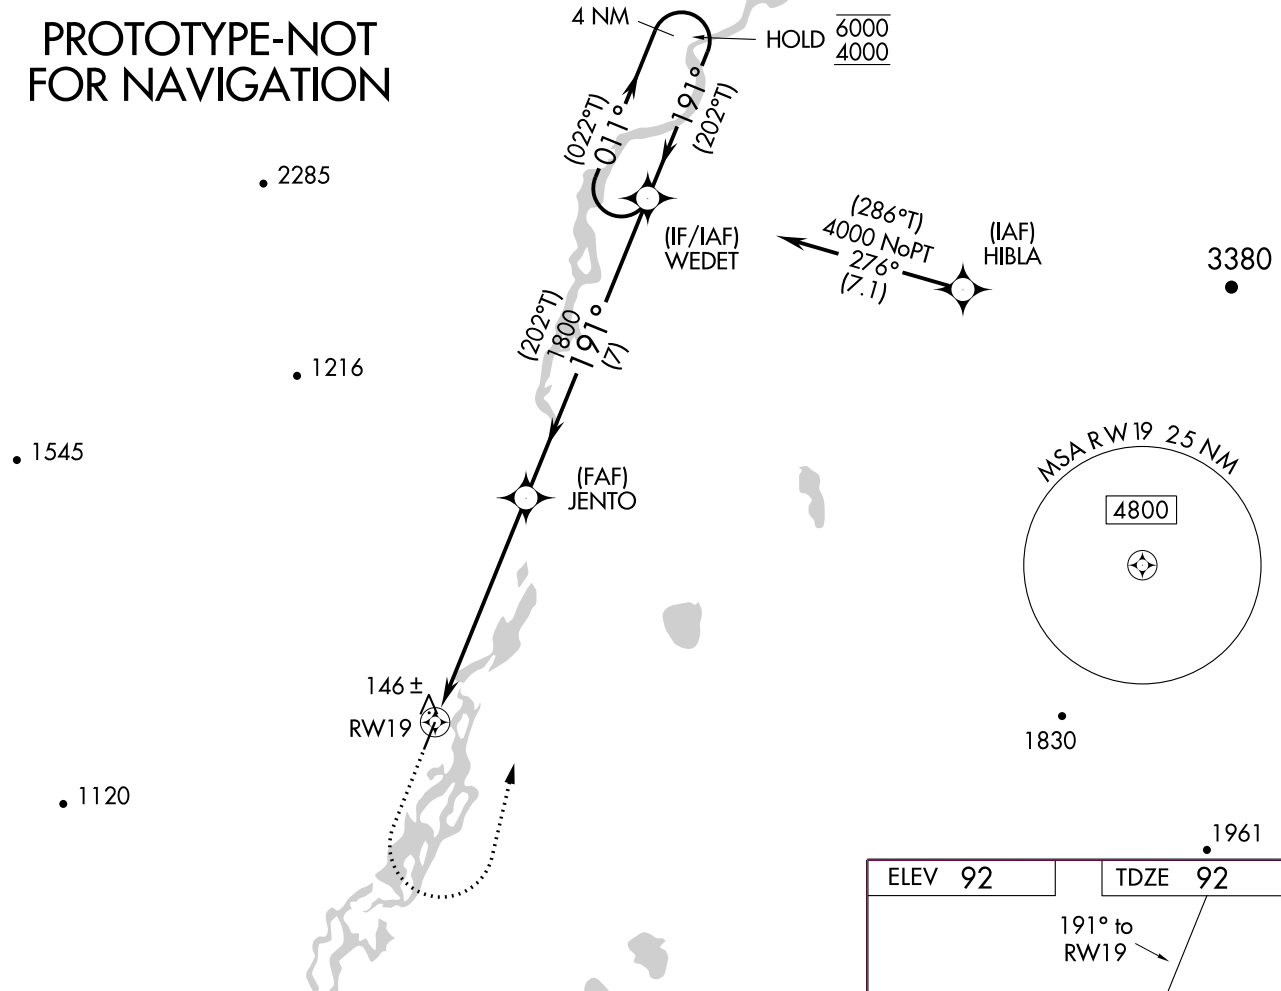 PROTOTYPE-NOT
FOR NAVIGATION
4 NM
HOLD
6000
4000
(022°T)
011°
191°
(202°T)
2285
(IF/IAF)
WEDET
(286°T)
4000 NoPT
276°
(7.1)
(IAF)
HIBLA
3380
(202°T)
1800
191°
(7)
1216
1545
(FAF)
JENTO
MSA RW19 25 NM
4800
146 ±
RW19
1830
1120
1961
ELEV 92
TDZE 92
191° to
RW19